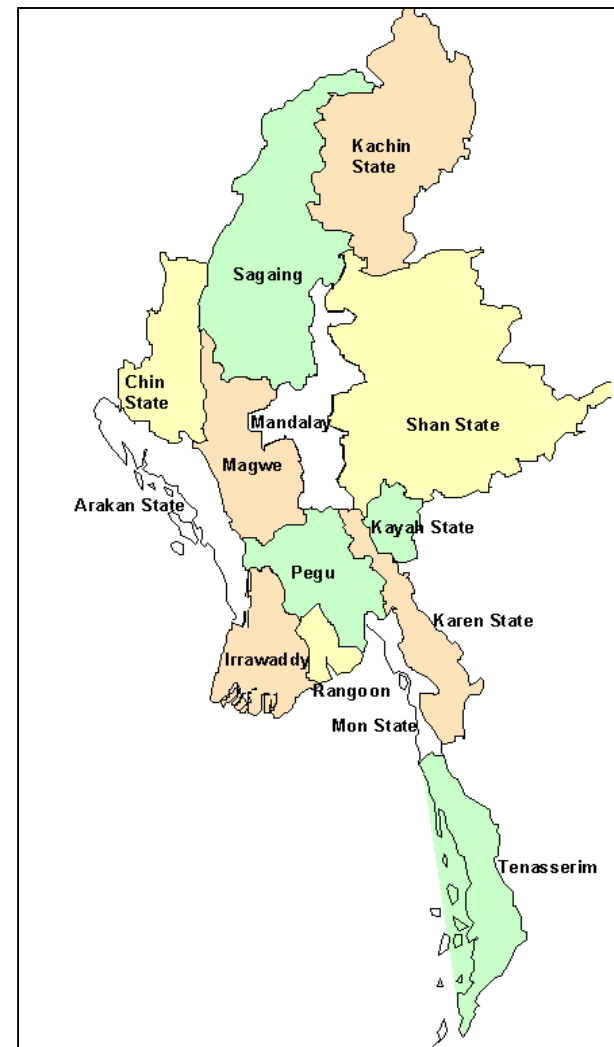 Kachin
State
Sagaing
Chin
State
Mandalay
Shan State
Magwe
Arakan State
Kayah State
Pegu
Karen State
Irrawaddy
Rangoon
Mon State
Tenasserim